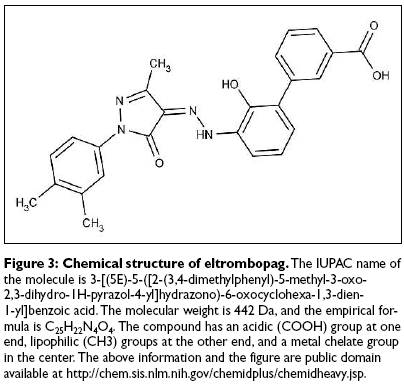 O
OH
CH3
HO
N
N
N
HN
O
H3C
CH3
Figure 3: Chemical structure of eltrombopag. The IUPAC name of
the molecule is 3-[(5E)-5-([2-(3,4-dimethylphenyl)-5-methyl-3-oxo-
2,3-dihydro-1H-pyrazol-4-yl]hydrazono)-6-oxocyclohexa-1,3-dien-
1-yl]benzoic acid. The molecular weight is 442 Da, and the empirical for-
mula is C25H22N4O4. The compound has an acidic (COOH) group at one
end, lipophilic (CH3) groups at the other end, and a metal chelate group
in the center. The above information and the figure are public domain
available at http://chem.sis.nlm.nih.gov/chemidplus/chemidheavy.jsp.